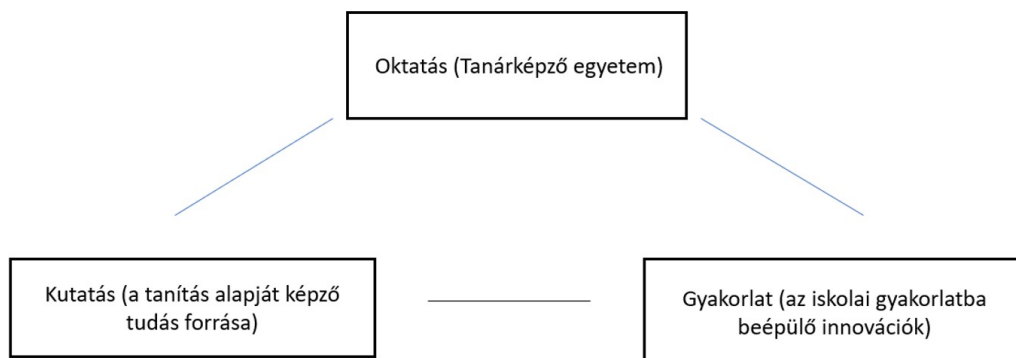 Oktatás (Tanárképző egyetem)
Kutatás (a tanítás alapját képző
tudás forrása)
Gyakorlat (az iskolai gyakorlatba
beépülő innovációk)